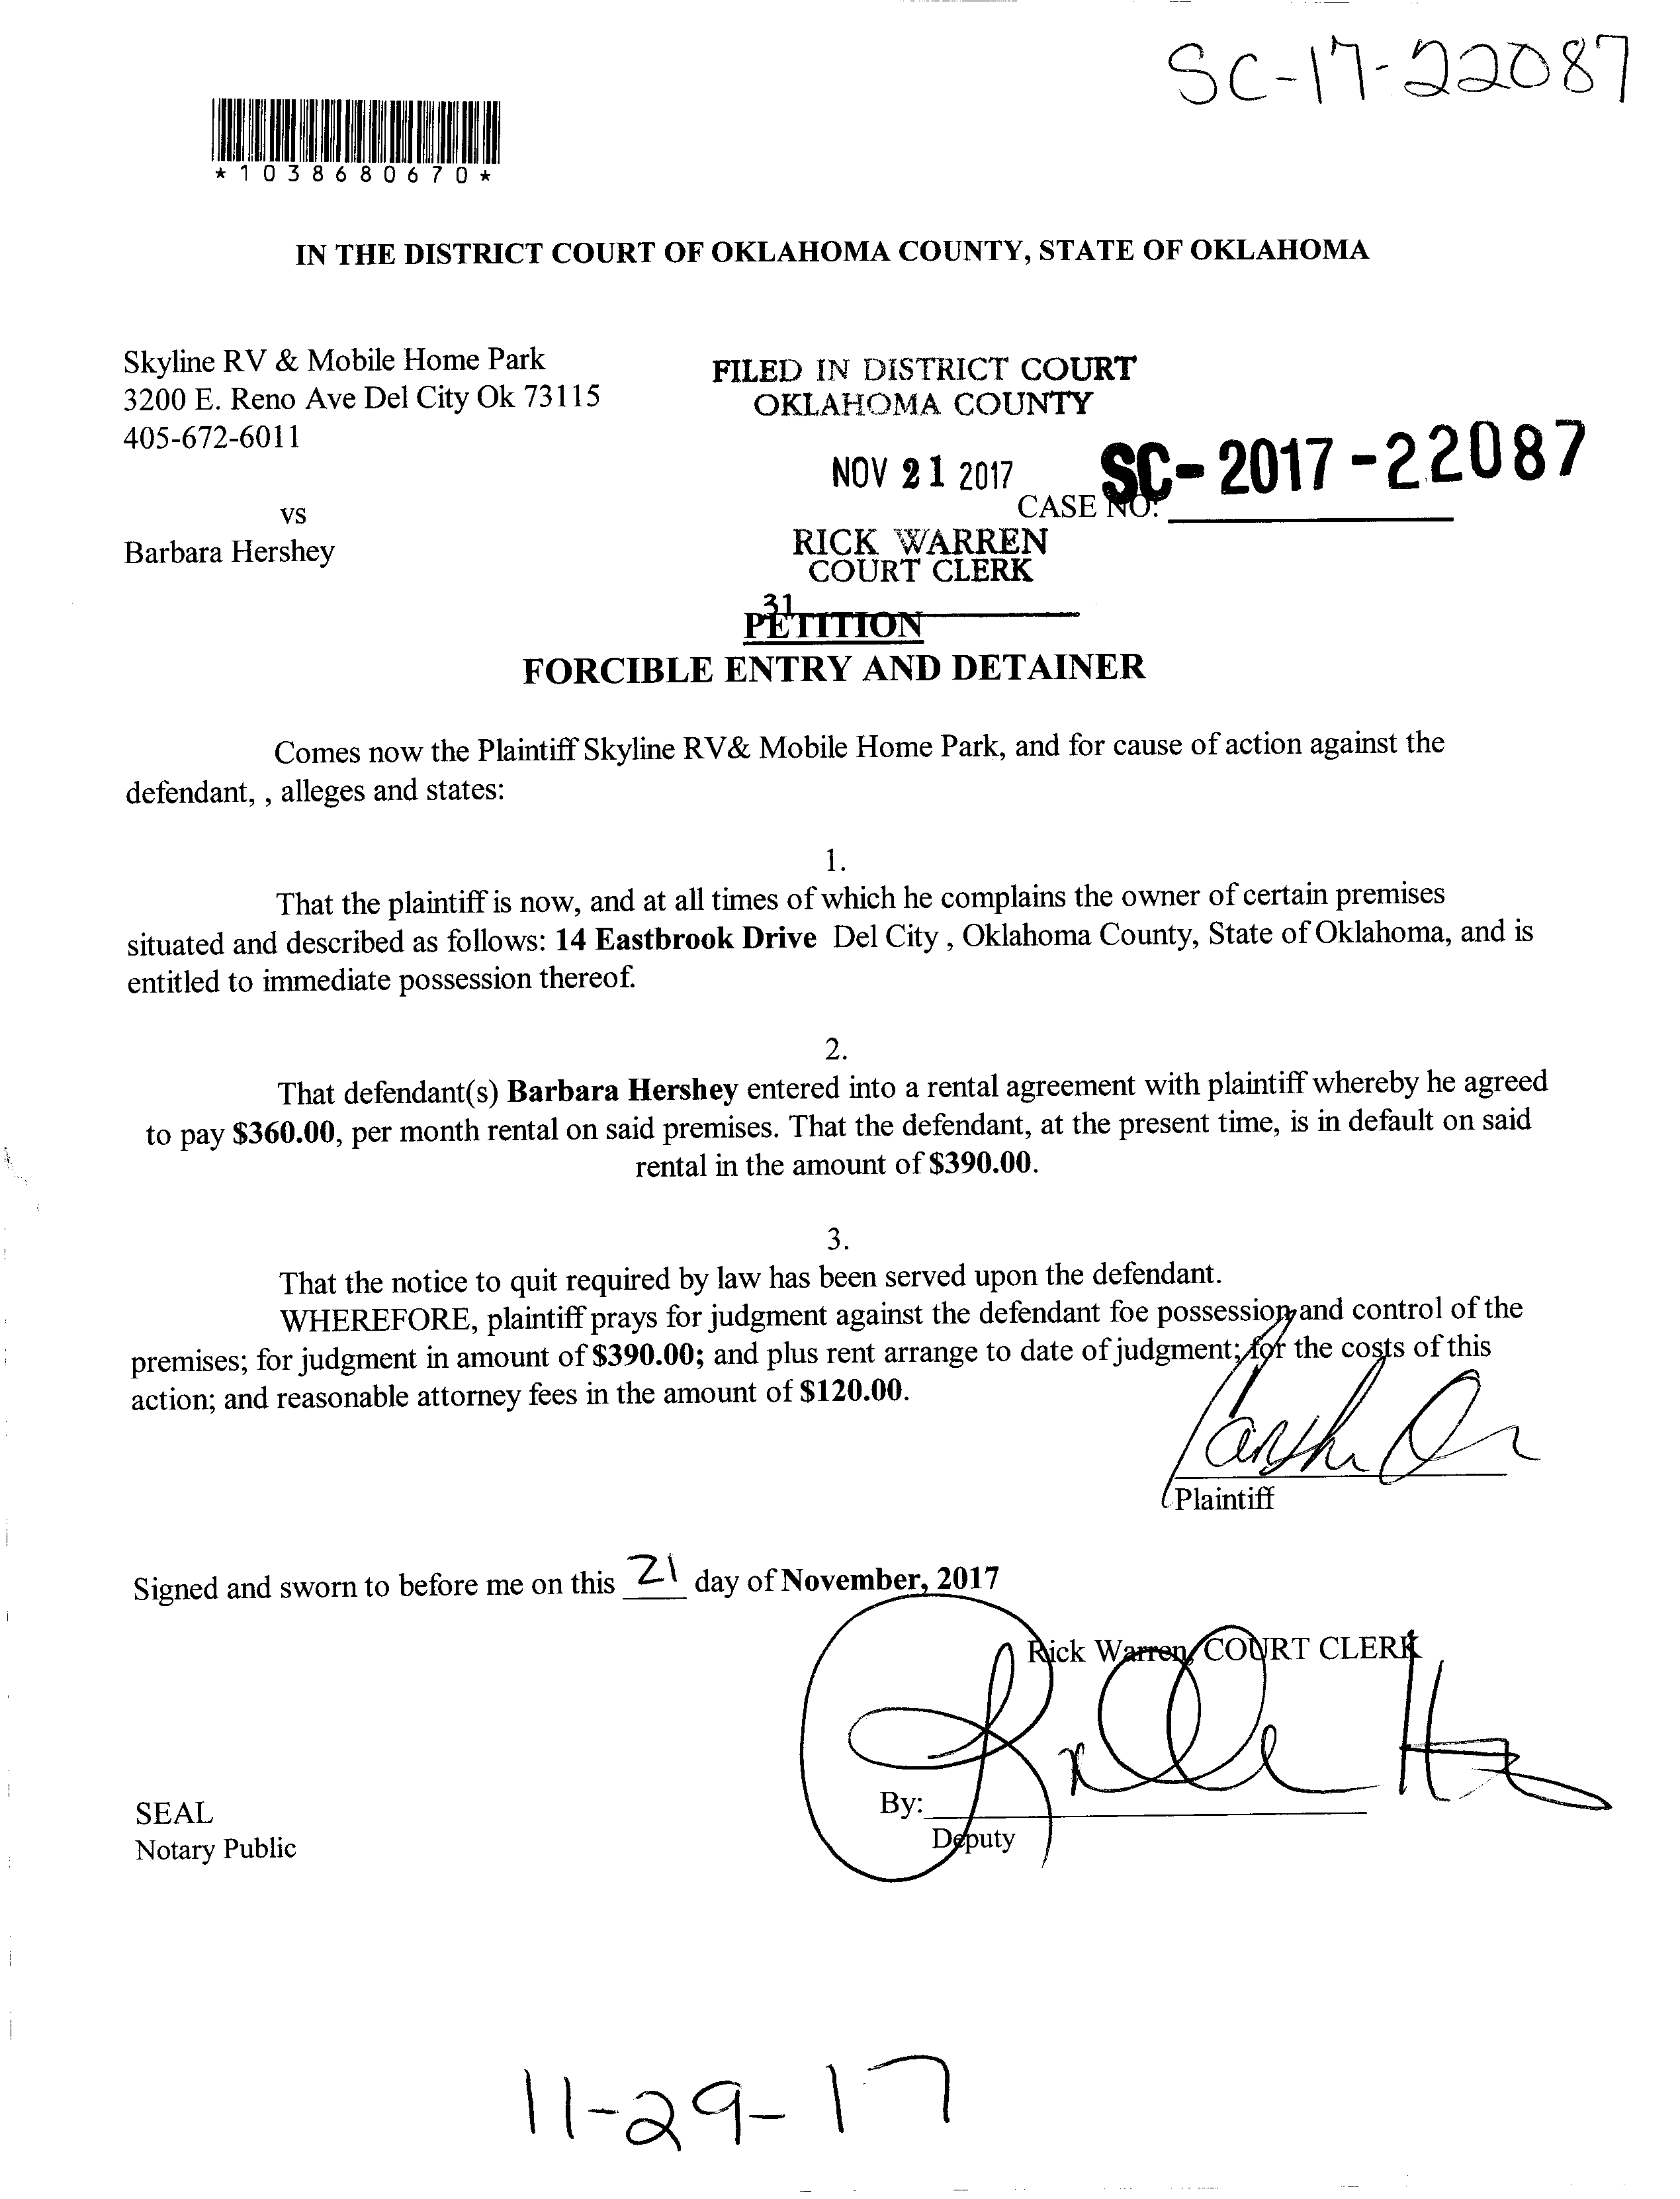 SC-17-22087
*1038680670*
IN THE DISTRICT COURT OF OKLAHOMA COUNTY, STATE OF OKLAHOMA
Skyline RV & Mobile Home Park
3200 E. Reno Ave Del City Ok 73115
405-672-6011
FILED IN DISTRICT COURT
OKLAHOMA COUNTY
NOV 21 2017
SC-2017-22087
CASE NO:
vs
Barbara Hershey
RICK WARREN
COURT CLERK
31
PETITION
FORCIBLE ENTRY AND DETAINER
Comes now the Plaintiff Skyline RV& Mobile Home Park, and for cause of action against the
defendant, , alleges and states:
1.
That the plaintiff is now, and at all times of which he complains the owner of certain premises
situated and described as follows: 14 Eastbrook Drive Del City , Oklahoma County, State of Oklahoma, and is
entitled to immediate possession thereof.
2.
That defendant(s) Barbara Hershey entered into a rental agreement with plaintiff whereby he agreed
to pay $360.00, per month rental on said premises. That the defendant, at the present time, is in default on said
rental in the amount of $390.00.
3.
That the notice to quit required by law has been served upon the defendant.
WHEREFORE, plaintiff prays for judgment against the defendant foe possession and control of the
premises; for judgment in amount of $390.00; and plus rent arrange to date of judgment; for the costs of this
action; and reasonable attorney fees in the amount of $120.00.
Plaintiff
Signed and sworn to before me on this 21 day of November, 2017
Rick Warren, COURT CLERK
By:
Deputy
SEAL
Notary Public
11-29-17